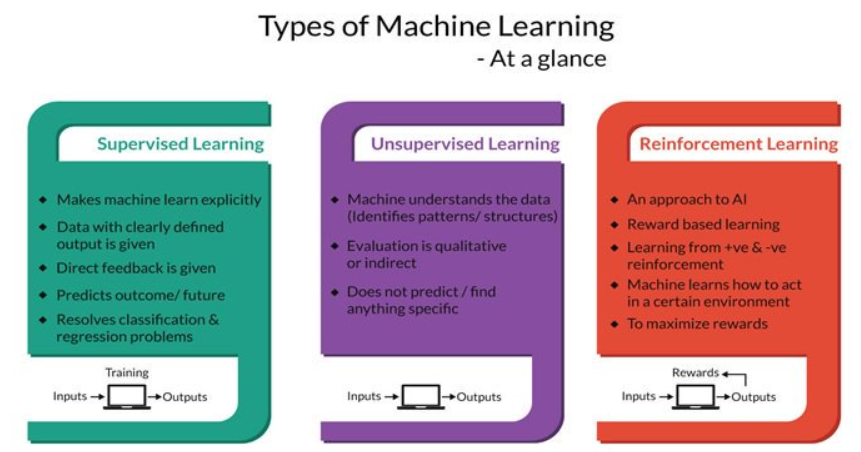 Types of Machine Learning
- At a glance
Supervised Learning
◆ Makes machine learn explicitly
◆ Data with clearly defined
output is given
◆ Direct feedback is given
◆ Predicts outcome/ future
◆ Resolves classification &
regression problems
Training
Inputs → → Outputs
Unsupervised Learning
◆ Machine understands the data
(Identifies patterns/ structures)
◆ Evaluation is qualitative
or indirect
◆ Does not predict / find
anything specific
Inputs → → Outputs
Reinforcement Learning
◆ An approach to AI
◆ Reward based learning
◆ Learning from +ve & -ve
reinforcement
◆ Machine learns how to act
in a certain environment
◆ To maximize rewards
Rewards
Inputs → → Outputs